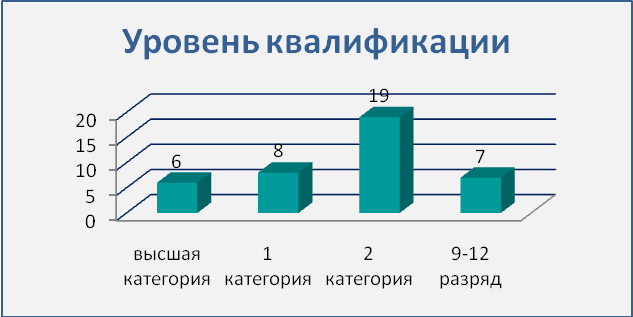 Уровень квалификации
19
20
15
10
5
0
6
8
7
высшая
категория
1
категория
2
категория
9-12
разряд